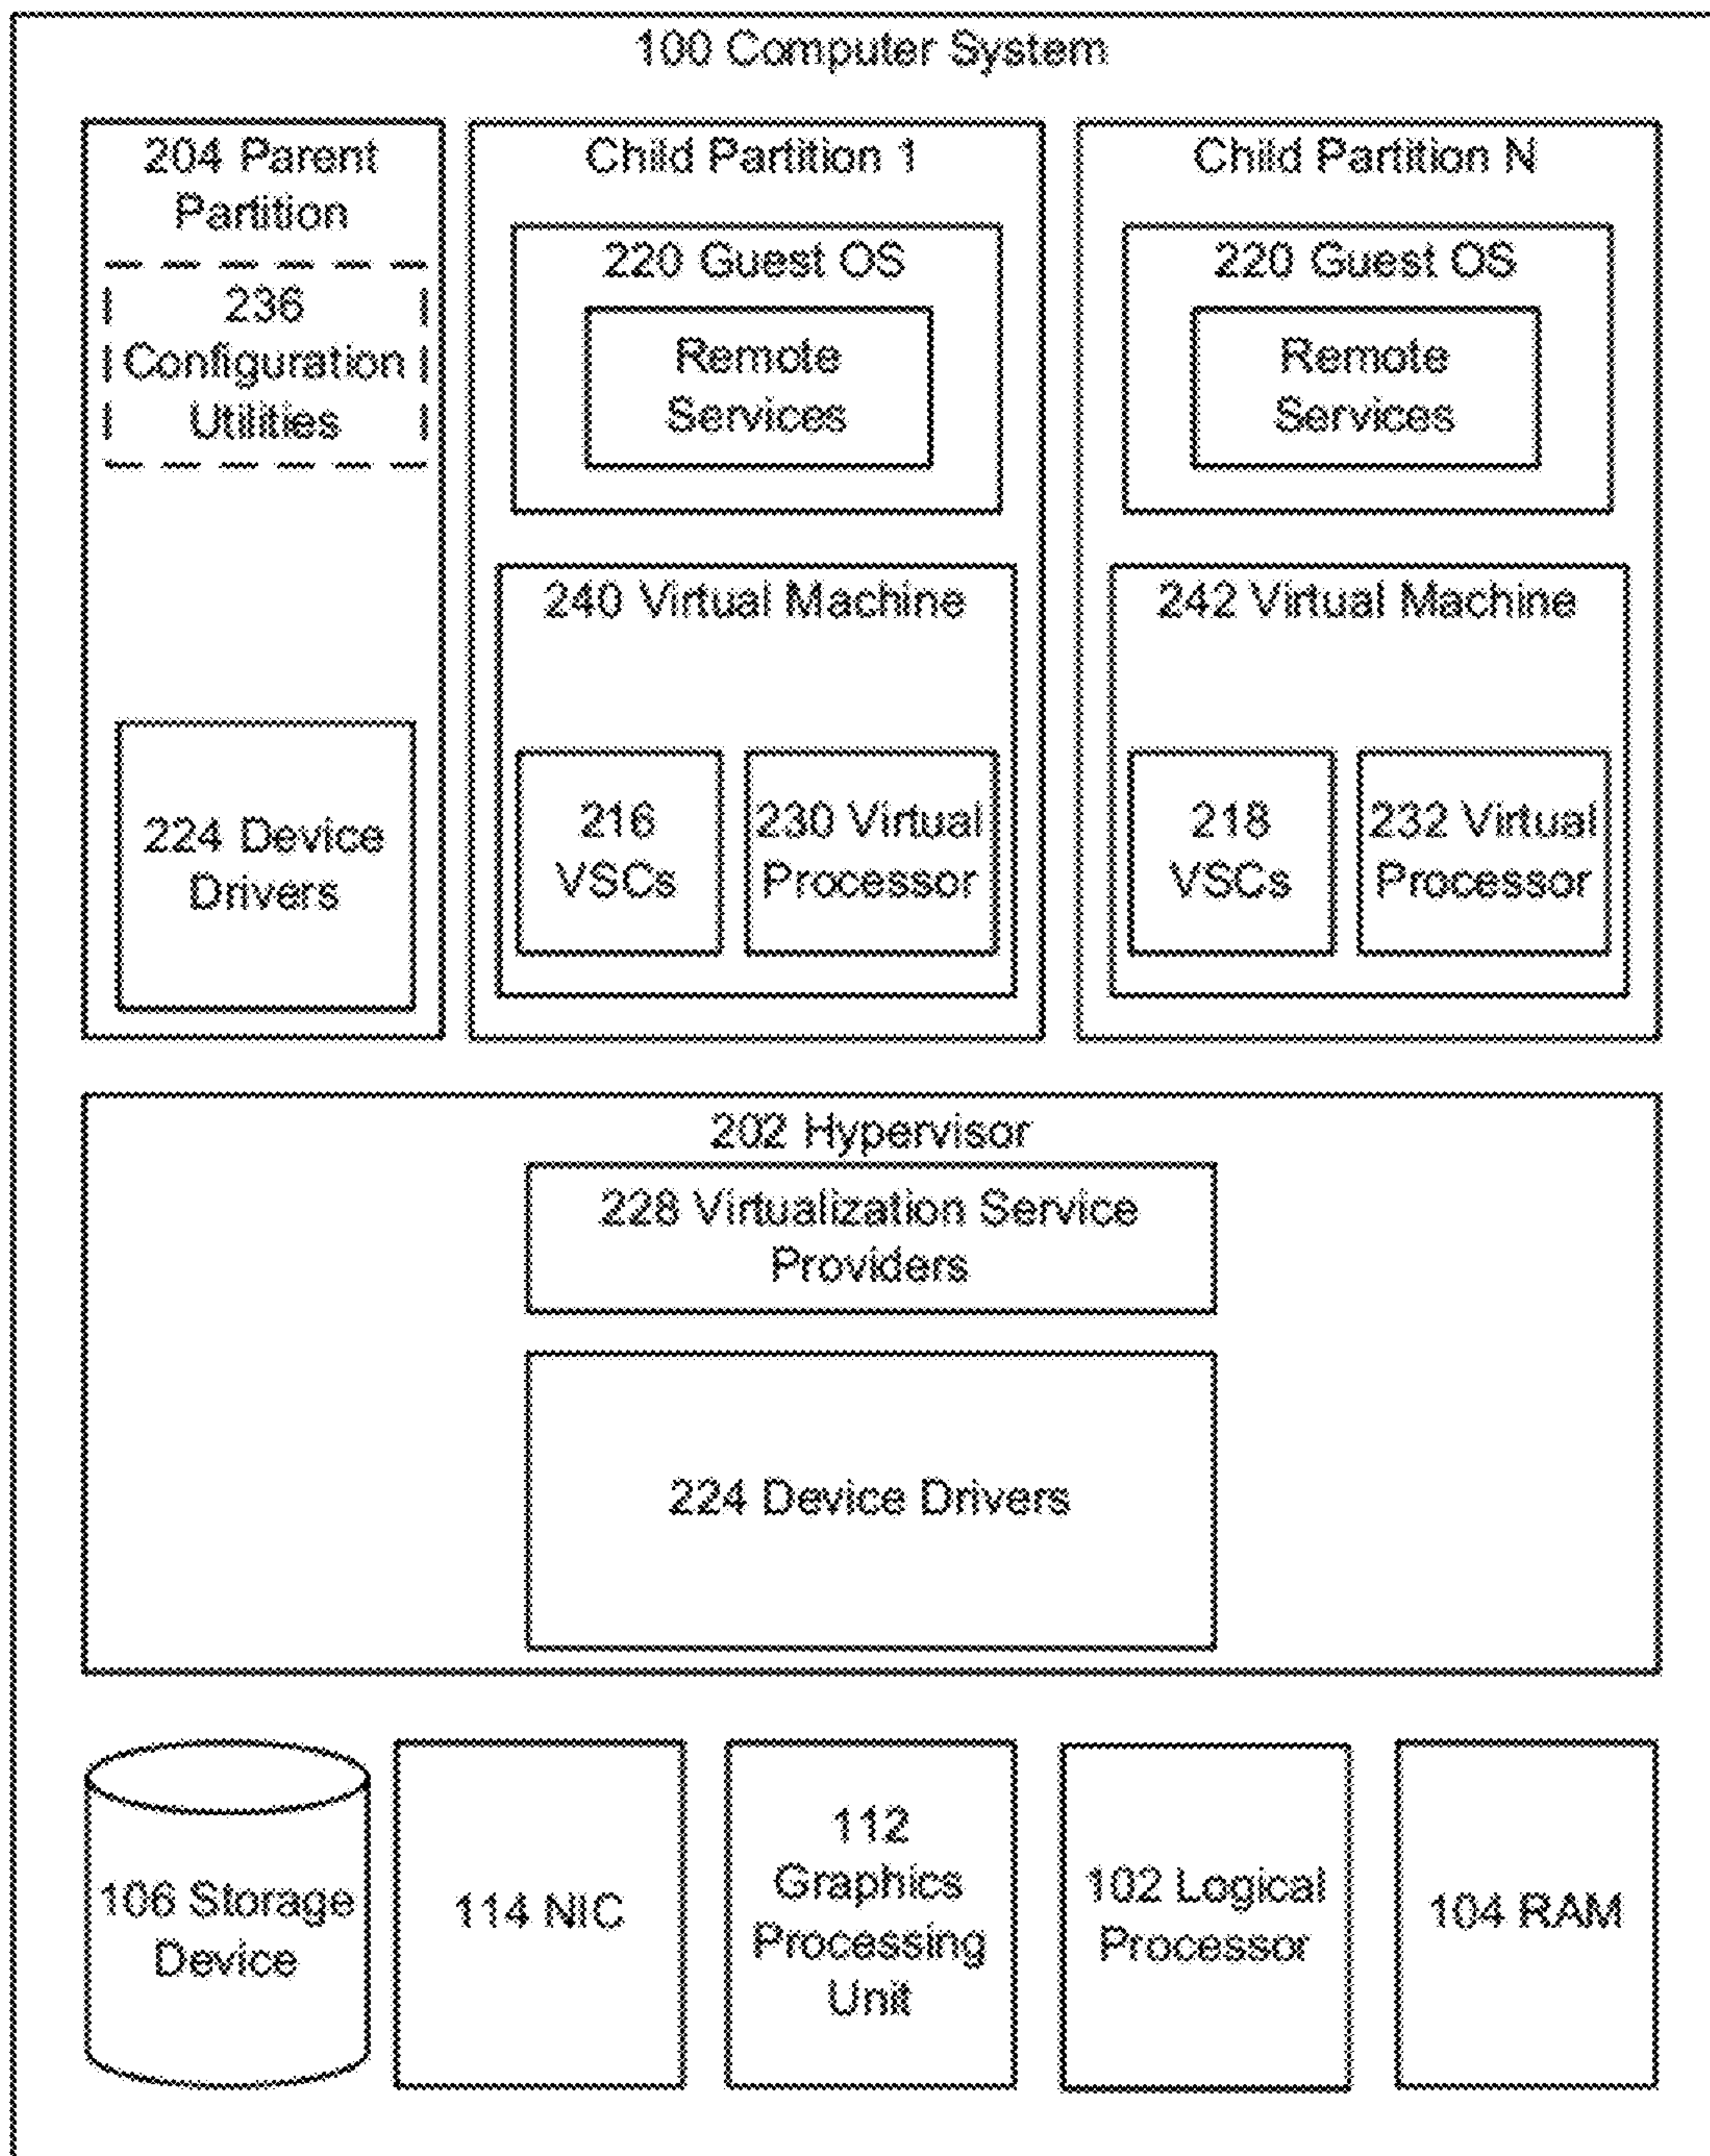 100 Computer System
204 Parent
Partition
236
Configuration
Utilities
224 Device
Drivers
Child Partition 1
220 Guest OS
Remote
Services
240 Virtual Machine
216
VSCs
230 Virtual
Processor
Child Partition N
220 Guest OS
Remote
Services
242 Virtual Machine
218
VSCs
232 Virtual
Processor
202 Hypervisor
228 Virtualization Service
Providers
224 Device Drivers
106 Storage
Device
114 NIC
112
Graphics
Processing
Unit
102 Logical
Processor
104 RAM